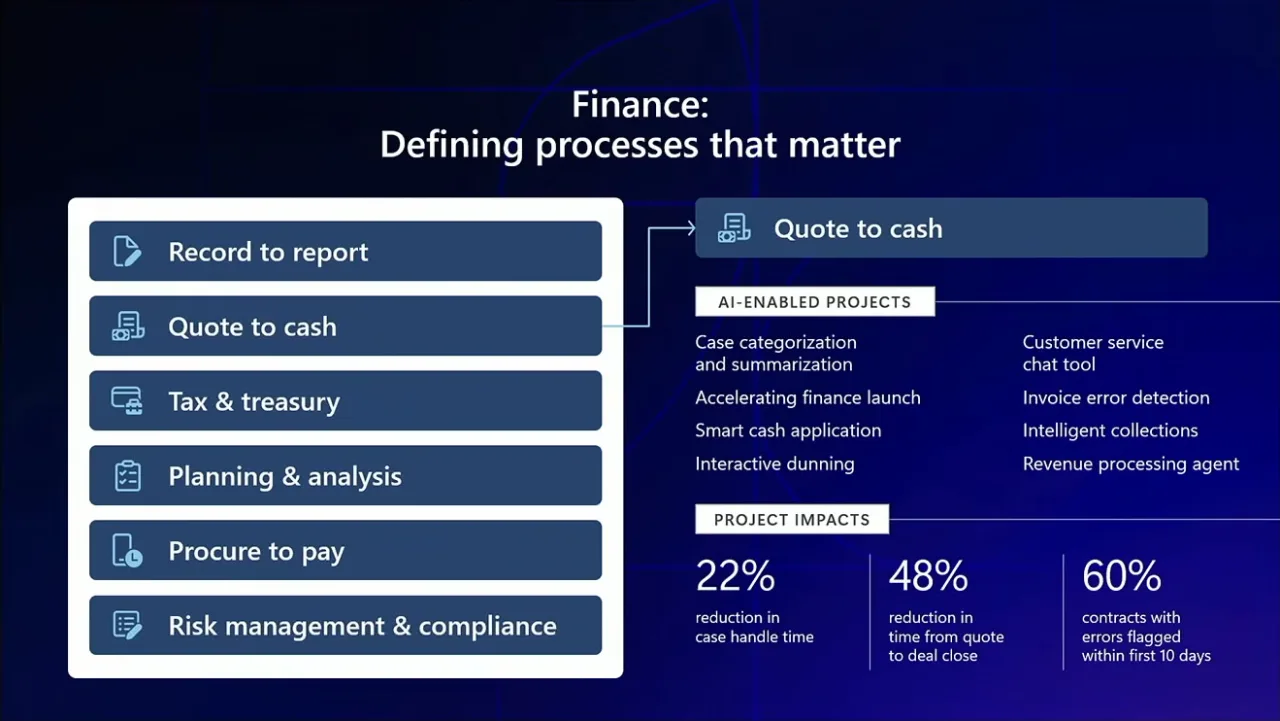 Finance:
Defining processes that matter
Record to report
Quote to cash
Tax & treasury
Planning & analysis
Procure to pay
Risk management & compliance
Quote to cash
AI-ENABLED PROJECTS
Case categorization
and summarization
Accelerating finance launch
Smart cash application
Interactive dunning
Customer service
chat tool
Invoice error detection
Intelligent collections
Revenue processing agent
PROJECT IMPACTS
22%
reduction in
case handle time
48%
reduction in
time from quote
to deal close
60%
contracts with
errors flagged
within first 10 days